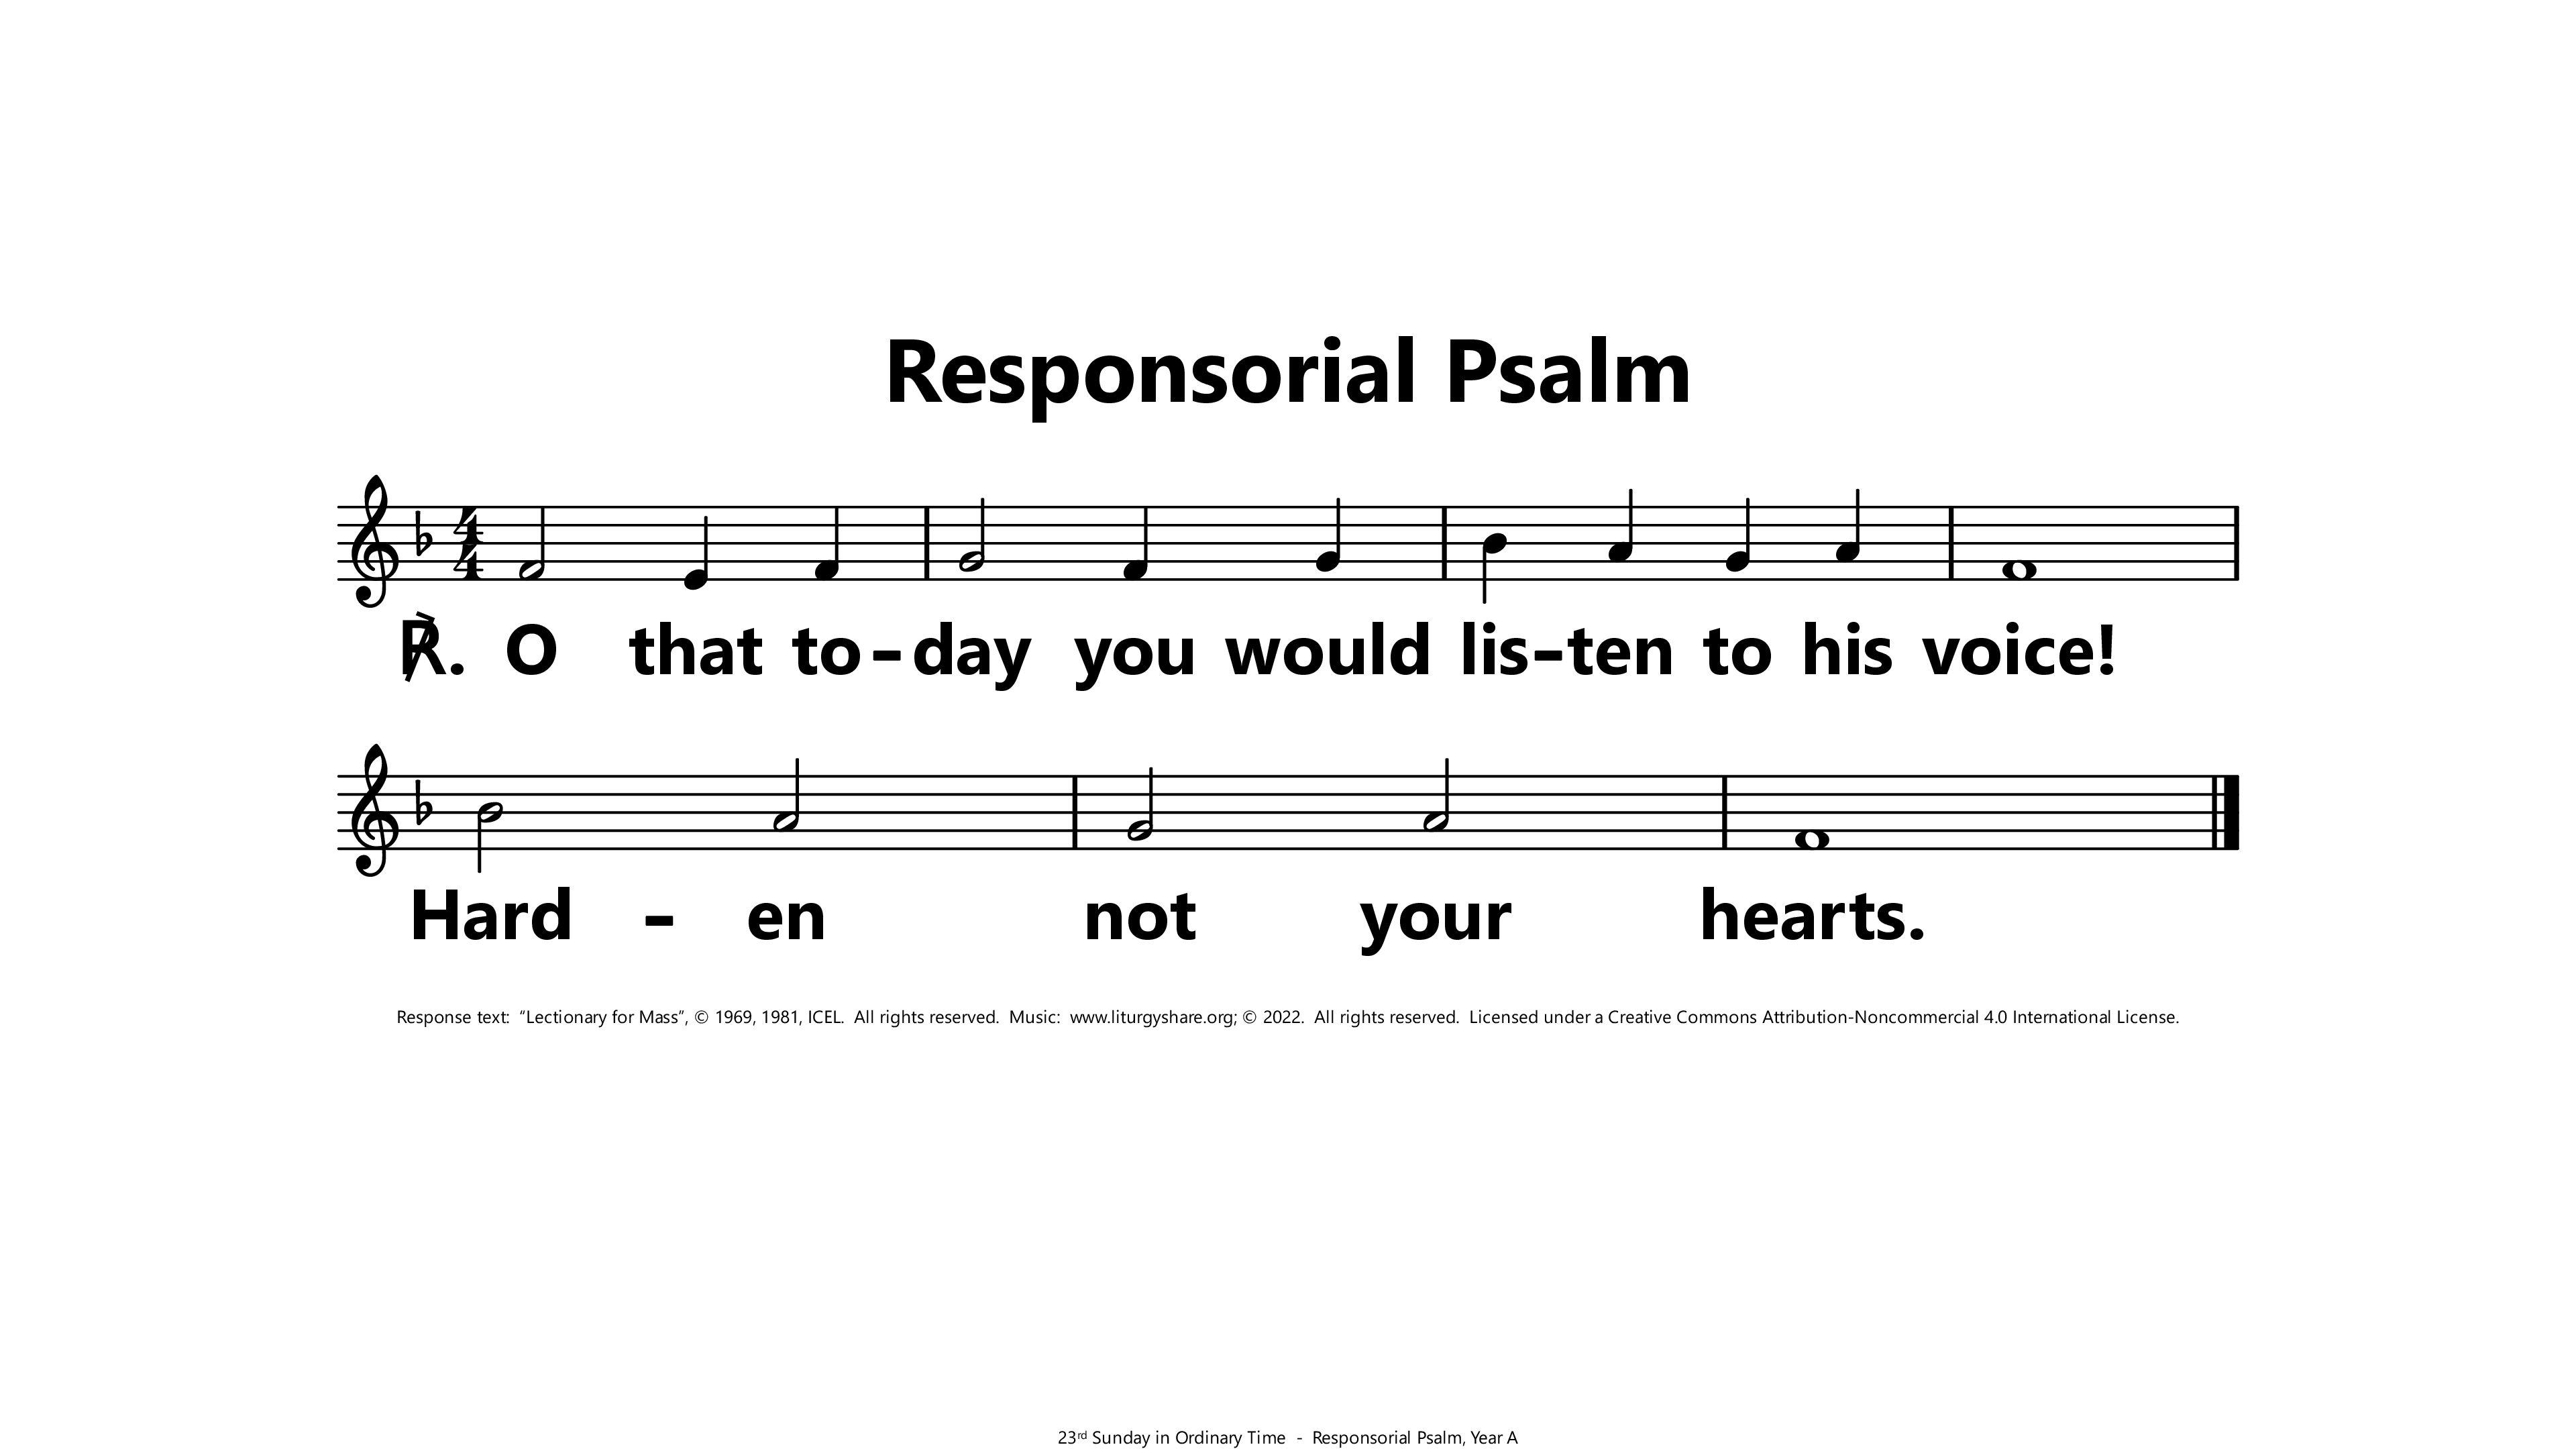 Responsorial Psalm
℟. O that to-day you would lis-ten to his voice!
Hard - en not your hearts.
Response text: “Lectionary for Mass”, © 1969, 1981, ICEL. All rights reserved. Music: www.liturgyshare.org; © 2022. All rights reserved. Licensed under a Creative Commons Attribution-Noncommercial 4.0 International License.
23rd Sunday in Ordinary Time - Responsorial Psalm, Year A